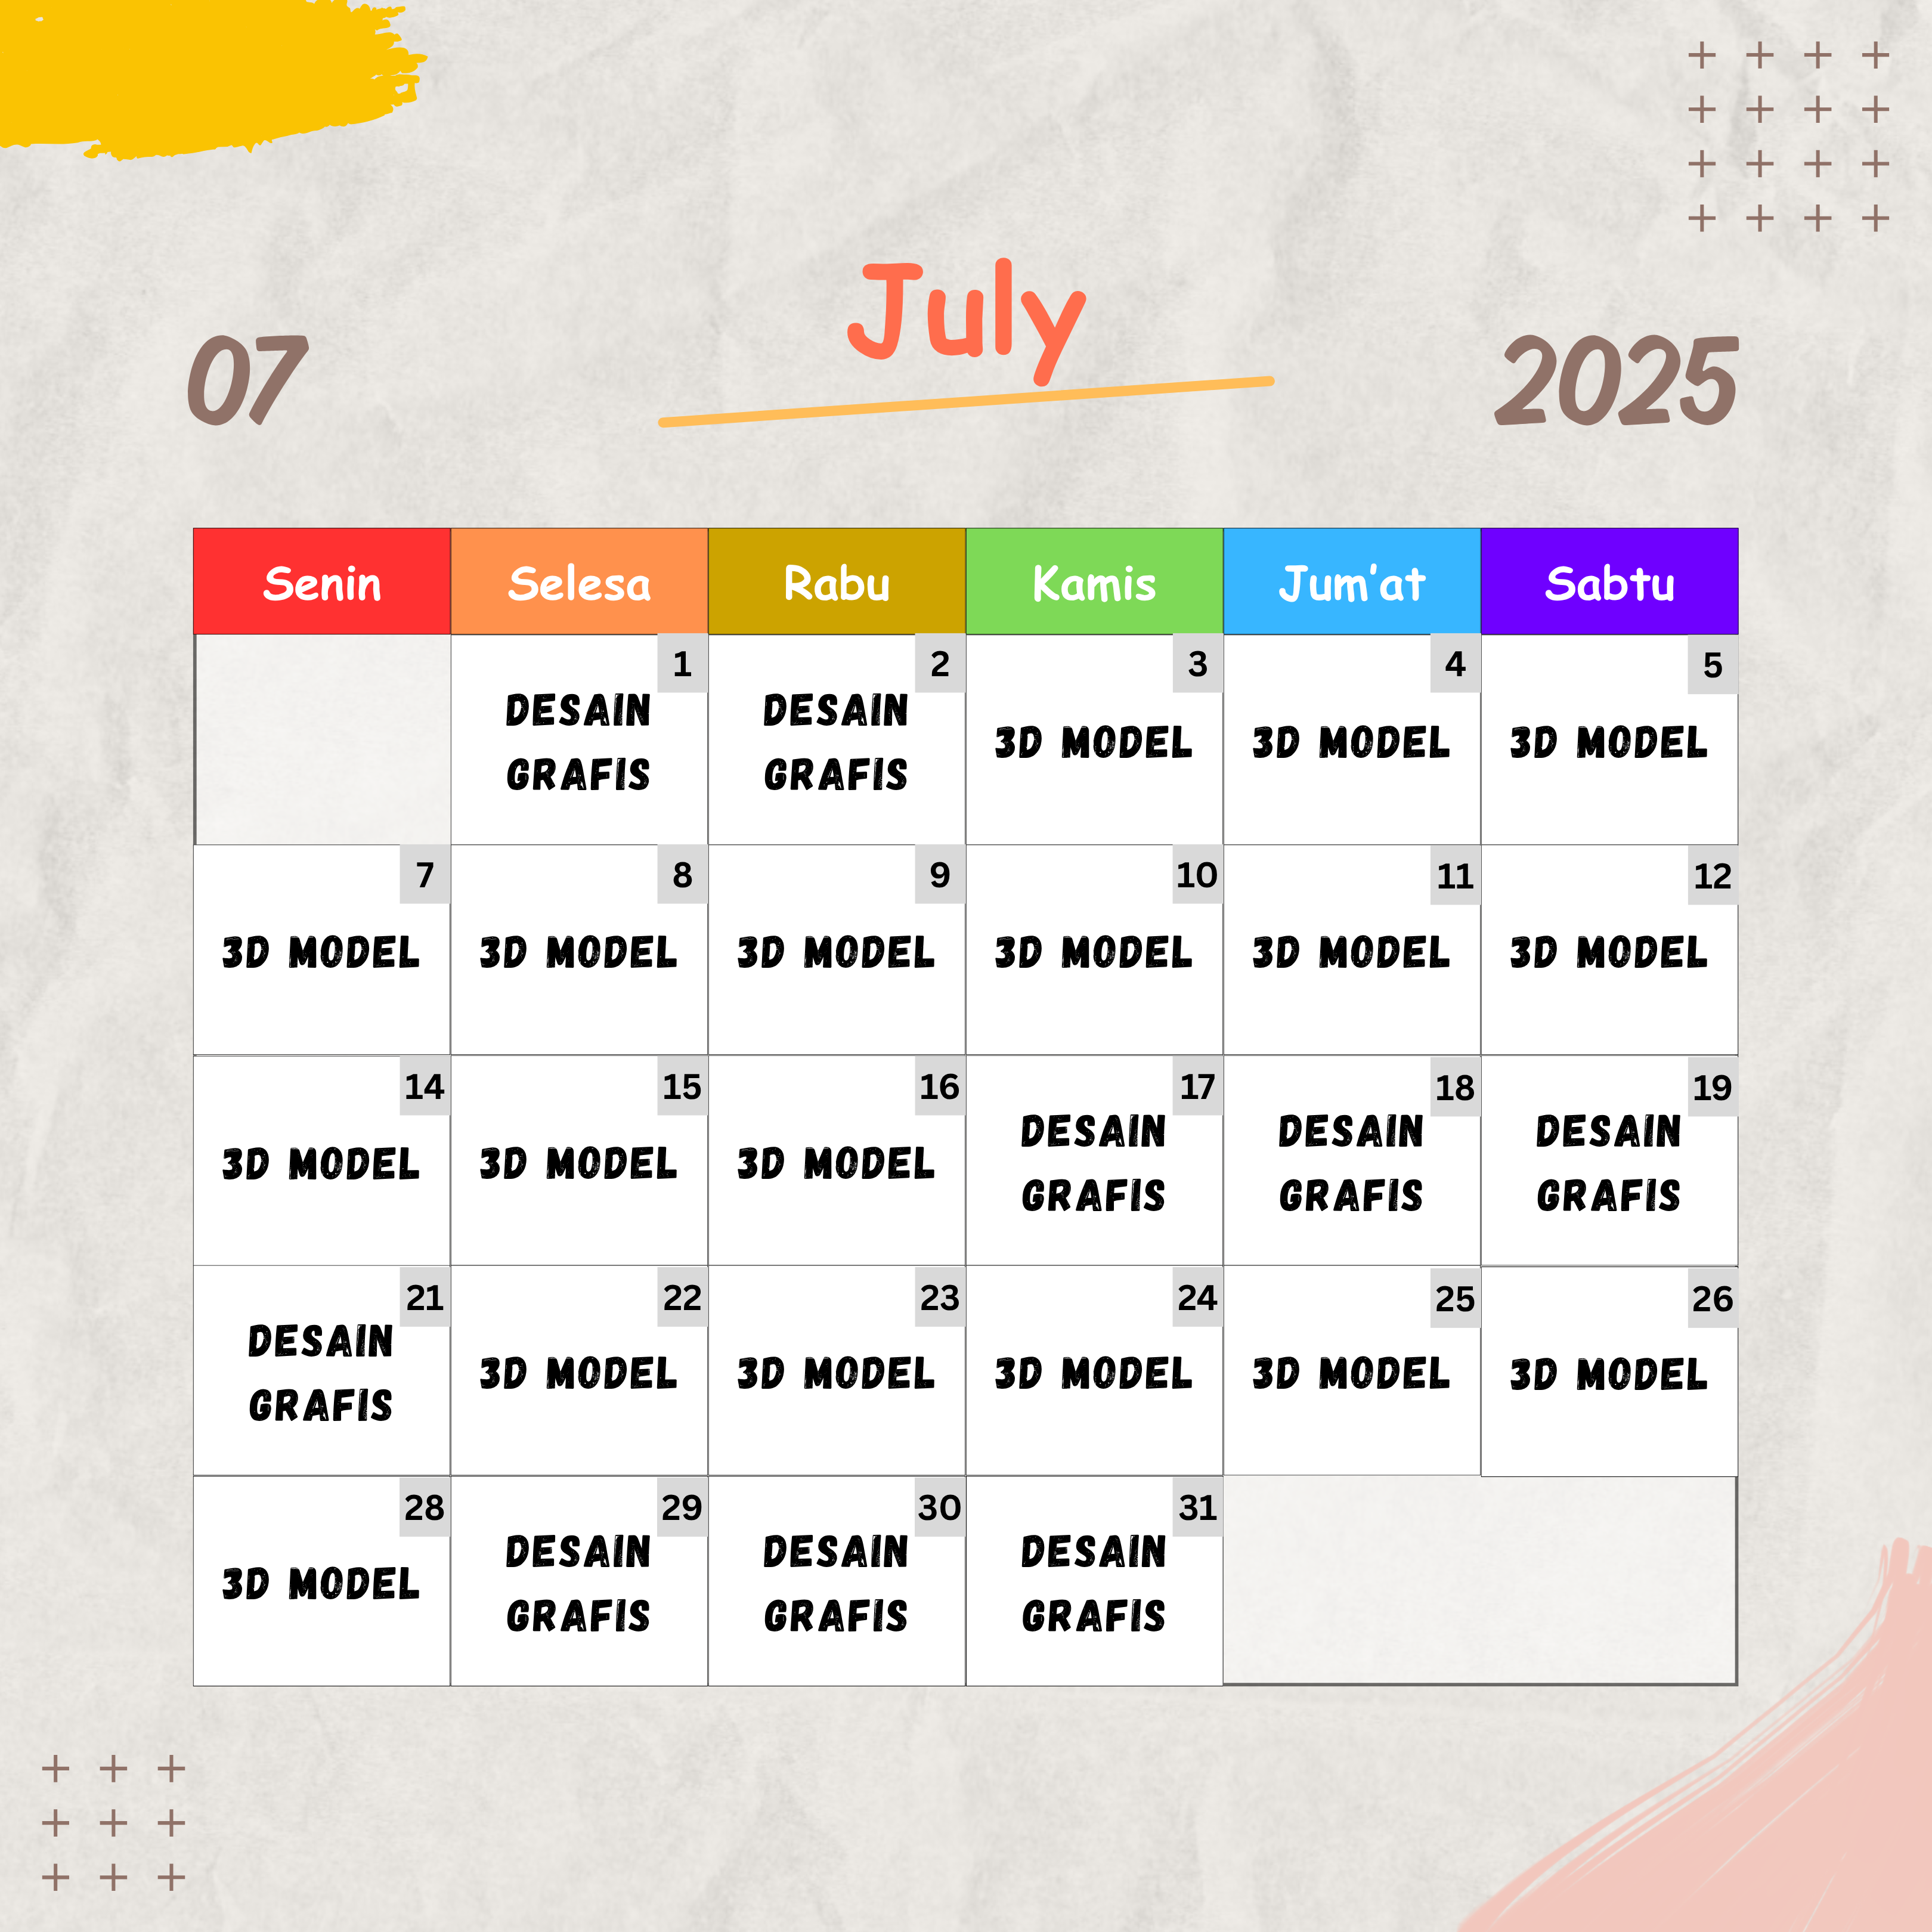 July
07
2025
Senin Selesa Rabu Kamis Jum'at Sabtu
1 2 3 4 5
DESAIN DESAIN
GRAFIS GRAFIS
3D MODEL 3D MODEL 3D MODEL
7 8 9 10 11 12
3D MODEL 3D MODEL 3D MODEL 3D MODEL 3D MODEL 3D MODEL
14 15 16 17 18 19
3D MODEL 3D MODEL 3D MODEL
DESAIN DESAIN DESAIN
GRAFIS GRAFIS GRAFIS
21 22 23 24 25 26
DESAIN
GRAFIS
3D MODEL 3D MODEL 3D MODEL 3D MODEL 3D MODEL
28 29 30 31
3D MODEL
DESAIN DESAIN DESAIN
GRAFIS GRAFIS GRAFIS